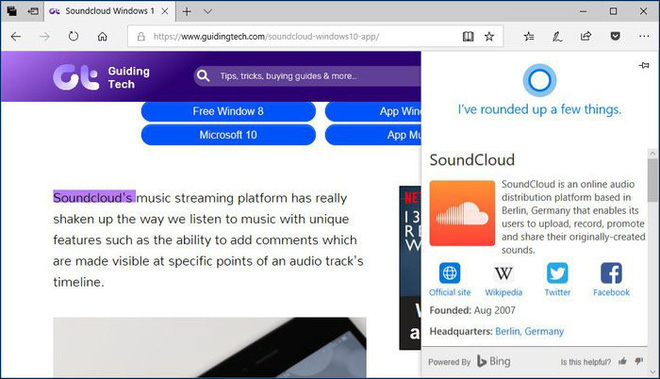 Soundcloud Windows 1
https://www.guidingtech.com/soundcloud-windows10-app/
Guiding
Tech
Tips, tricks, buying guides & more..
Free Window 8
App Win
Microsoft 10
App Mu
Soundcloud's music streaming platform has really
shaken up the way we listen to music with unique
features such as the ability to add comments which
are made visible at specific points of an audio track's
timeline.
NE
13
RE
W
W
a
I've rounded up a few things.
SoundCloud
SoundCloud is an online audio
distribution platform based in
Berlin, Germany that enables its
users to upload, record, promote
and share their originally-created
sounds.
W
Official site
Wikipedia
Twitter
Facebook
Founded: Aug 2007
Headquarters: Berlin, Germany
Powered By Bing
Is this helpful?